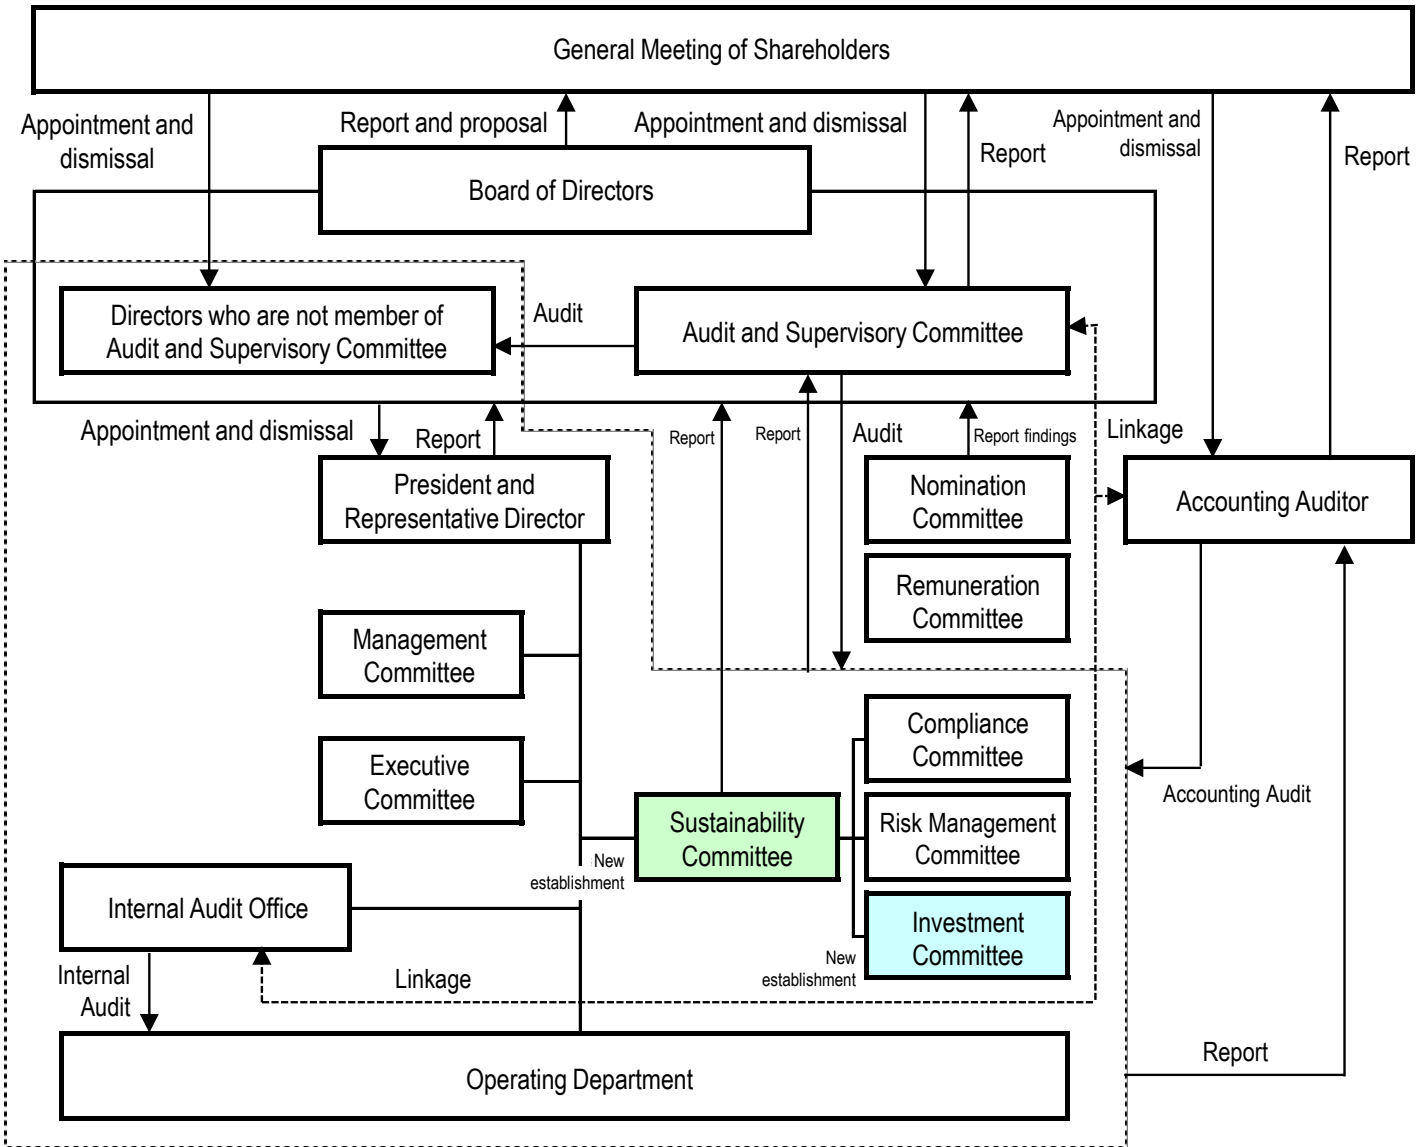 General Meeting of Shareholders
Appointment and
dismissal
Report and proposal
Appointment and dismissal
Report
Appointment and
dismissal
Report
Board of Directors
Directors who are not member of
Audit and Supervisory Committee
Audit
Audit and Supervisory Committee
Appointment and dismissal
Report
Report
Report
Audit
Report findings
Linkage
President and
Representative Director
Nomination
Committee
Accounting Auditor
Remuneration
Committee
Management
Committee
Executive
Committee
Compliance
Committee
Accounting Audit
Sustainability
Committee
Risk Management
Committee
New
establishment
Internal Audit Office
Investment
Committee
New
establishment
Internal
Audit
Linkage
Report
Operating Department